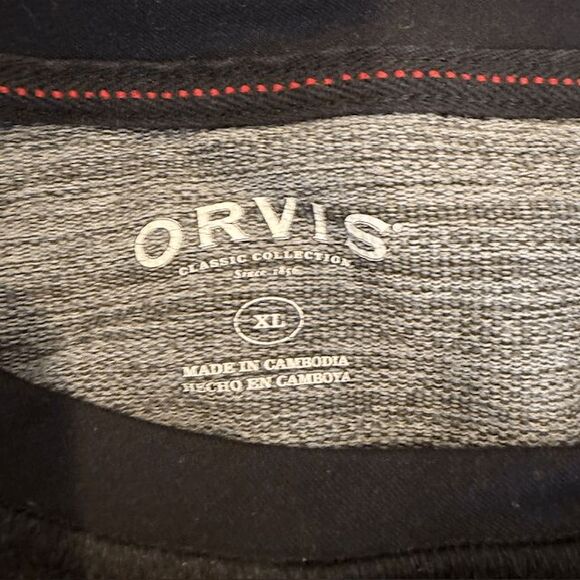 ORVIS
CLASSIC COLLECTION
Since 1856
XL
MADE IN CAMBODIA
HECHO EN CAMBOYA